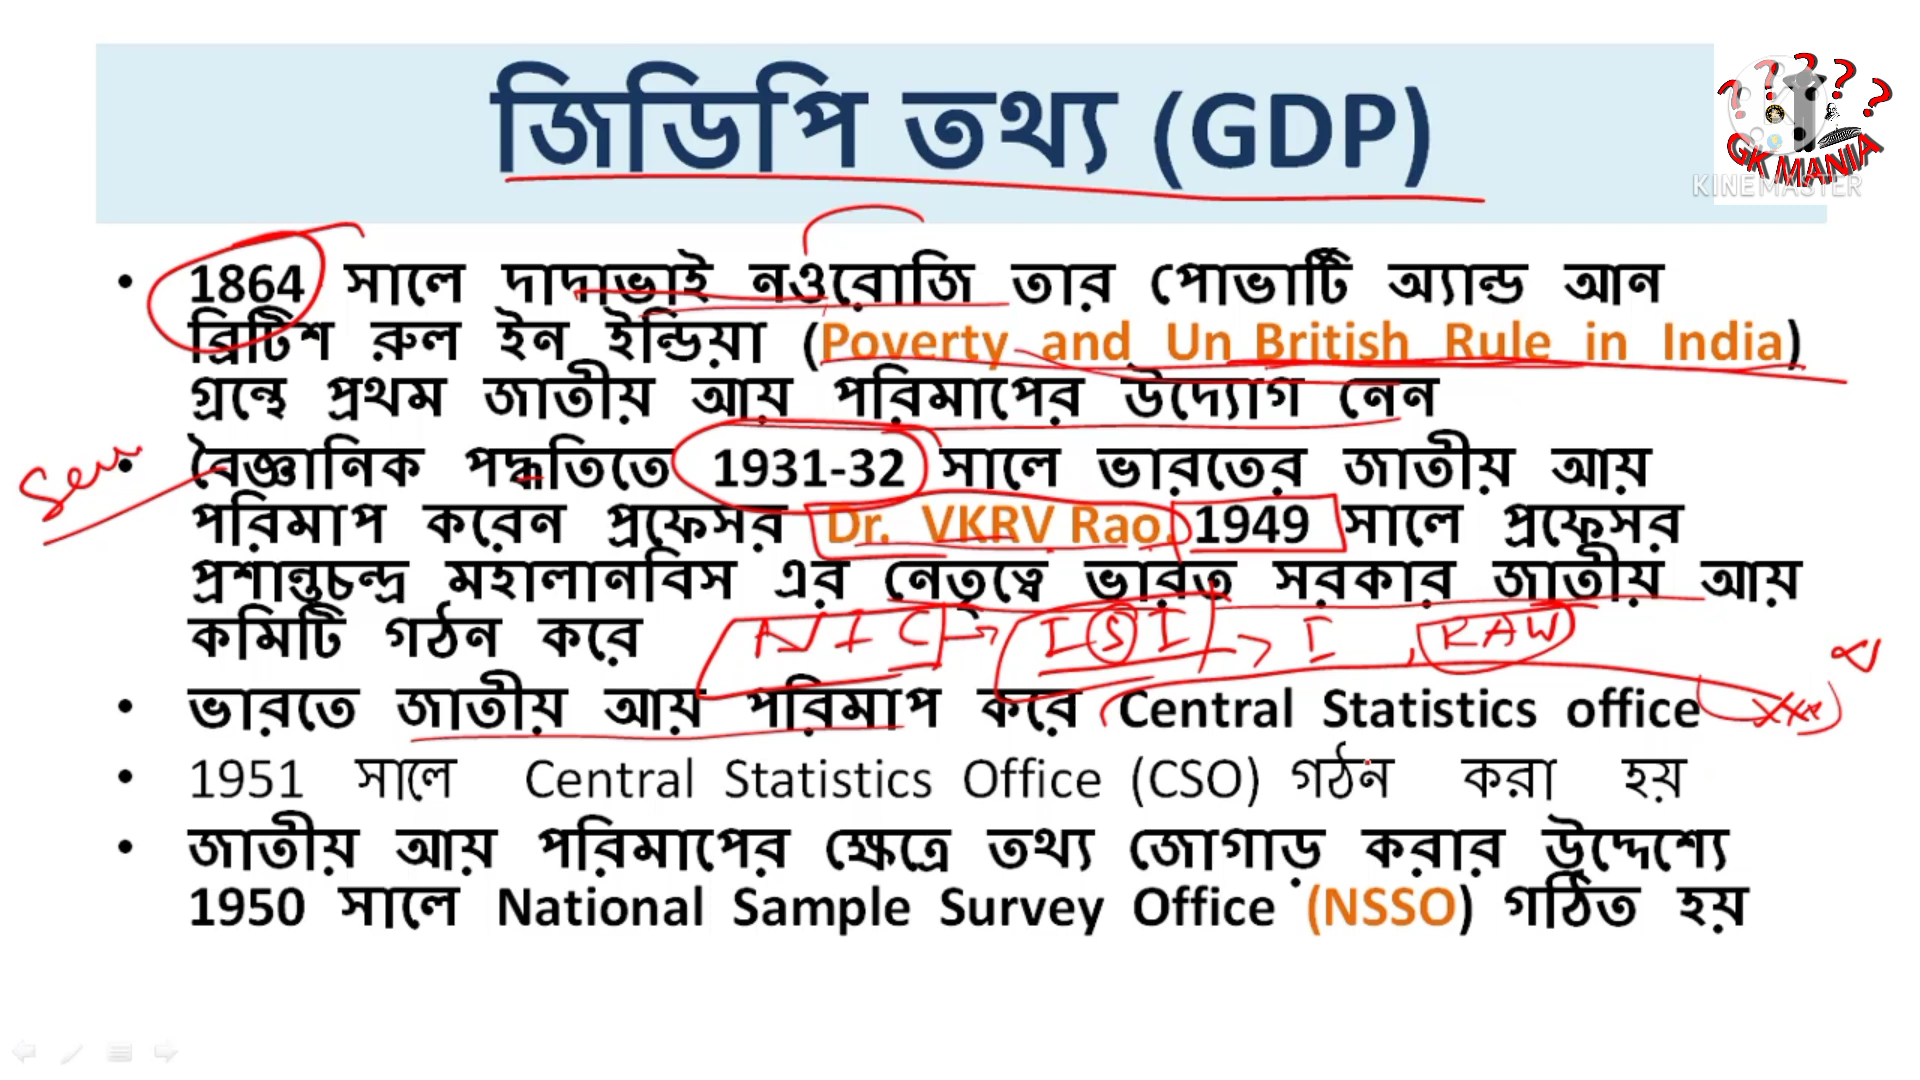 জিডিপি তথ্য (GDP)
????? GK MANIA
KINEMASTER
• 1864 সালে দাদাভাই নওরোজি তার পোভার্টি অ্যান্ড আন
ব্রিটিশ রুল ইন ইন্ডিয়া (Poverty and Un British Rule in India)
গ্রন্থে প্রথম জাতীয় আয় পরিমাপের উদ্যোগ নেন
• বৈজ্ঞানিক পদ্ধতিতে 1931-32 সালে ভারতের জাতীয় আয়
পরিমাপ করেন প্রফেসর Dr. VKRV Rao. 1949 সালে প্রফেসর
প্রশান্তচন্দ্র মহালানবিস এর নেতৃত্বে ভারত সরকার জাতীয় আয়
কমিটি গঠন করে
NIC → ISI → I, RAW
• ভারতে জাতীয় আয় পরিমাপ করে Central Statistics office
• 1951 সালে Central Statistics Office (CSO) গঠন করা হয়
• জাতীয় আয় পরিমাপের ক্ষেত্রে তথ্য জোগাড় করার উদ্দেশ্যে
1950 সালে National Sample Survey Office (NSSO) গঠিত হয়